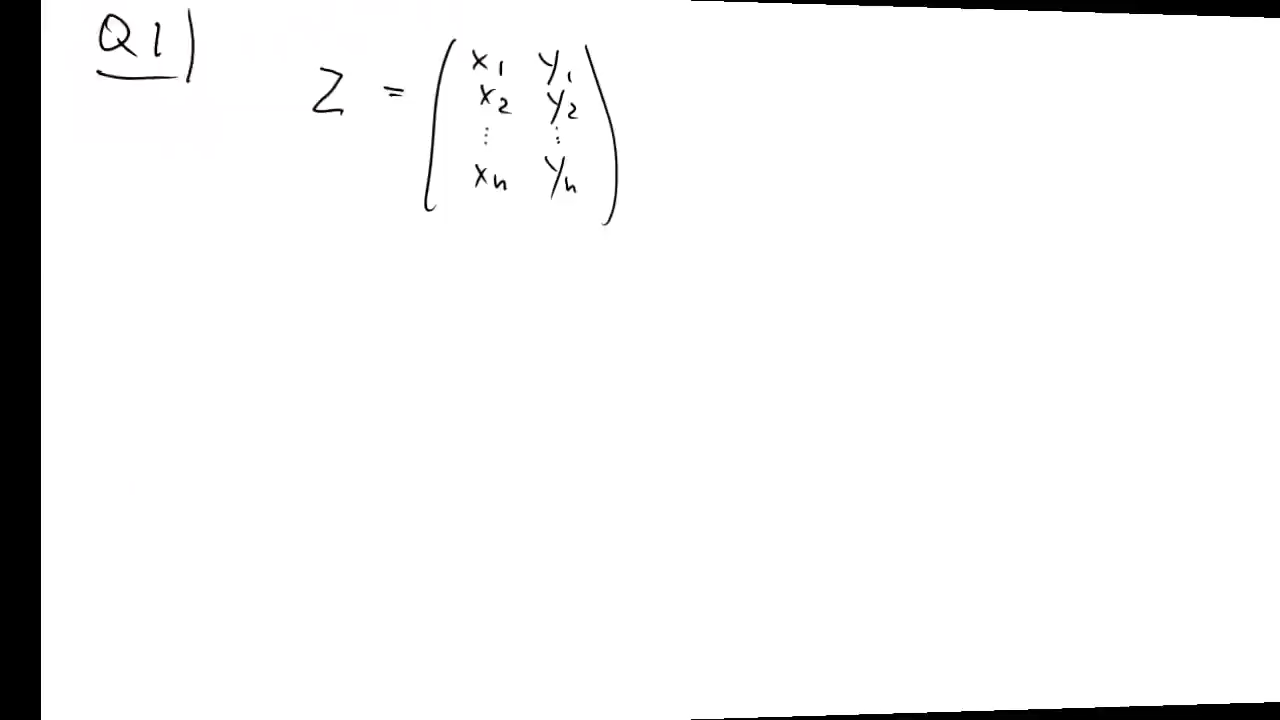 Q1)
Z = ( x1 y1
x2 y2
⋮ ⋮
xn yn )